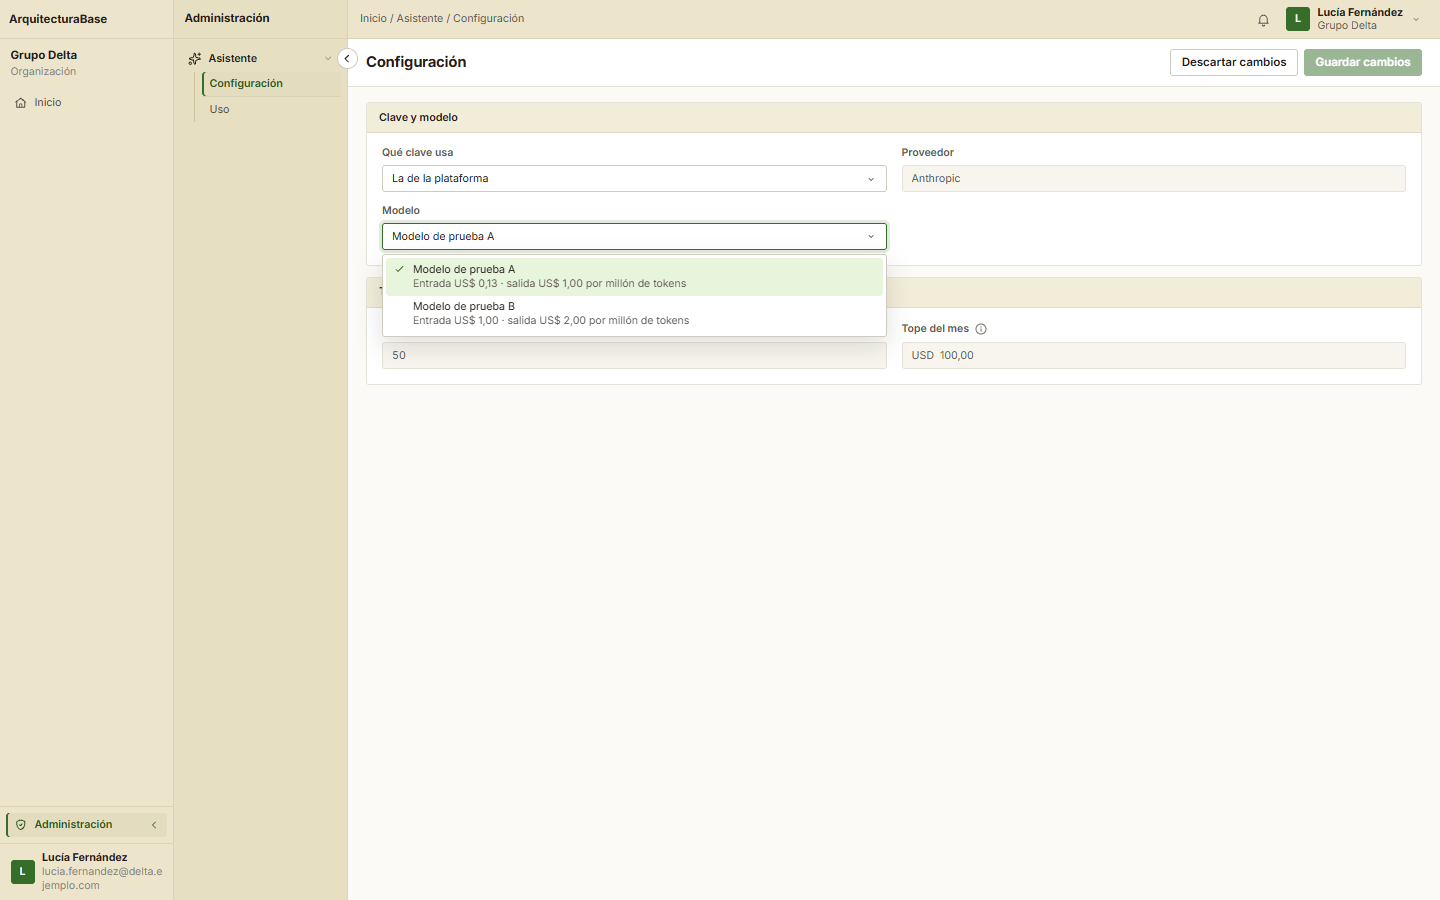 ArquitecturaBase
Grupo Delta
Organización
Inicio
Administración
Lucía Fernández
L
lucia.fernandez@delta.e
jemplo.com
Administración
Asistente
Configuración
Uso
Inicio / Asistente / Configuración
L
Lucía Fernández
Grupo Delta
Configuración
Descartar cambios
Guardar cambios
Clave y modelo
Qué clave usa
Proveedor
La de la plataforma
Anthropic
Modelo
Modelo de prueba A
Modelo de prueba A
Entrada US$ 0,13 · salida US$ 1,00 por millón de tokens
Modelo de prueba B
Entrada US$ 1,00 · salida US$ 2,00 por millón de tokens
Tope del mes
50
USD 100,00